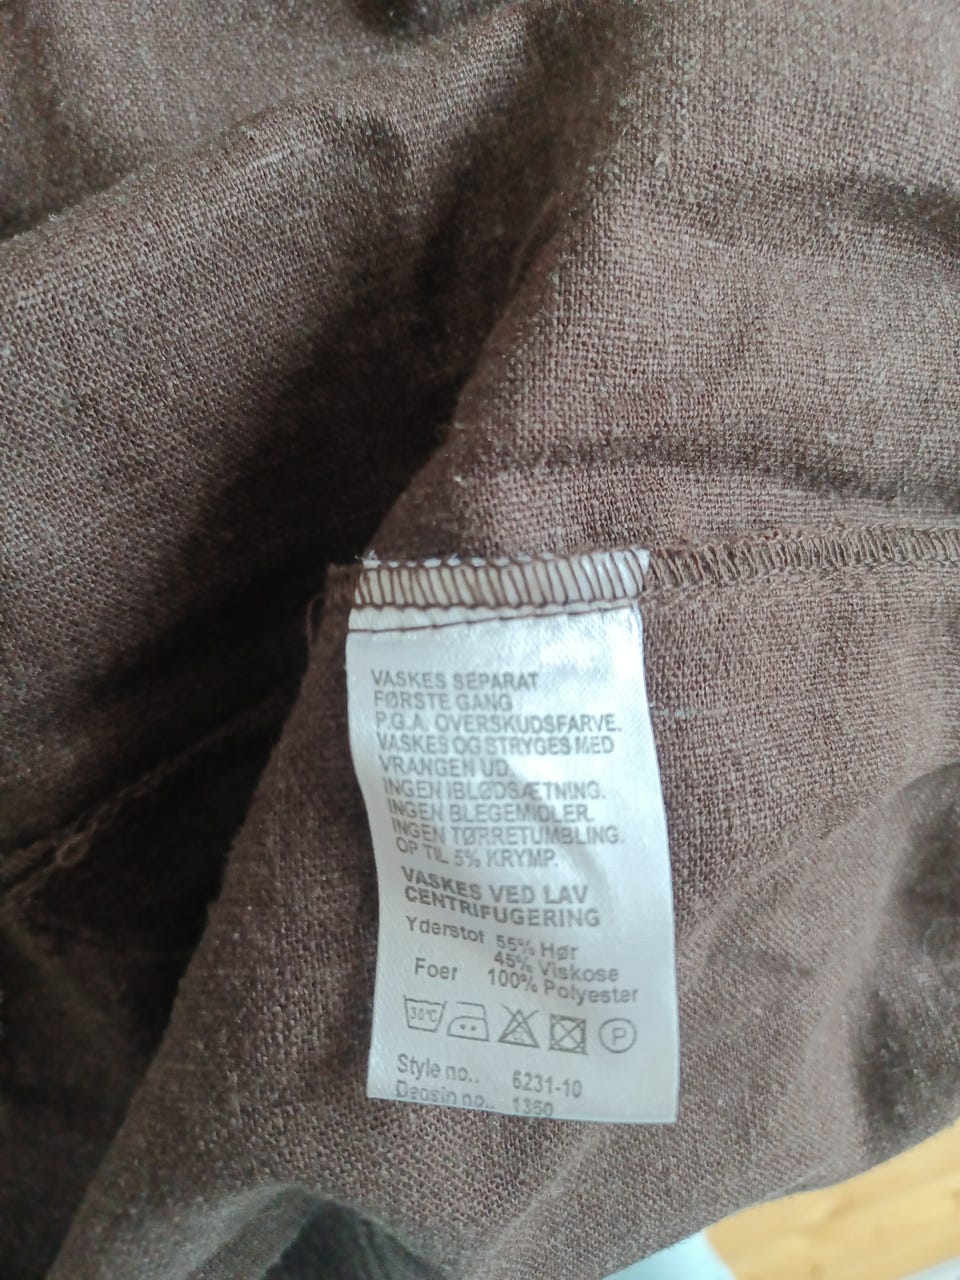 VASKES SEPARAT
FØRSTE GANG
P.G.A. OVERSKUDSFARVE.
VASKES OG STRYGES MED
VRANGEN UD.
INGEN IBLØDSÆTNING.
INGEN BLEGEMIDLER.
INGEN TØRRETUMBLING.
OP TIL 5% KRYMP.
VASKES VED LAV
CENTRIFUGERING
Yderstof 55% Hør
45% Viskose
Foer 100% Polyester
30°C P
Style no.. 6231-10
1350